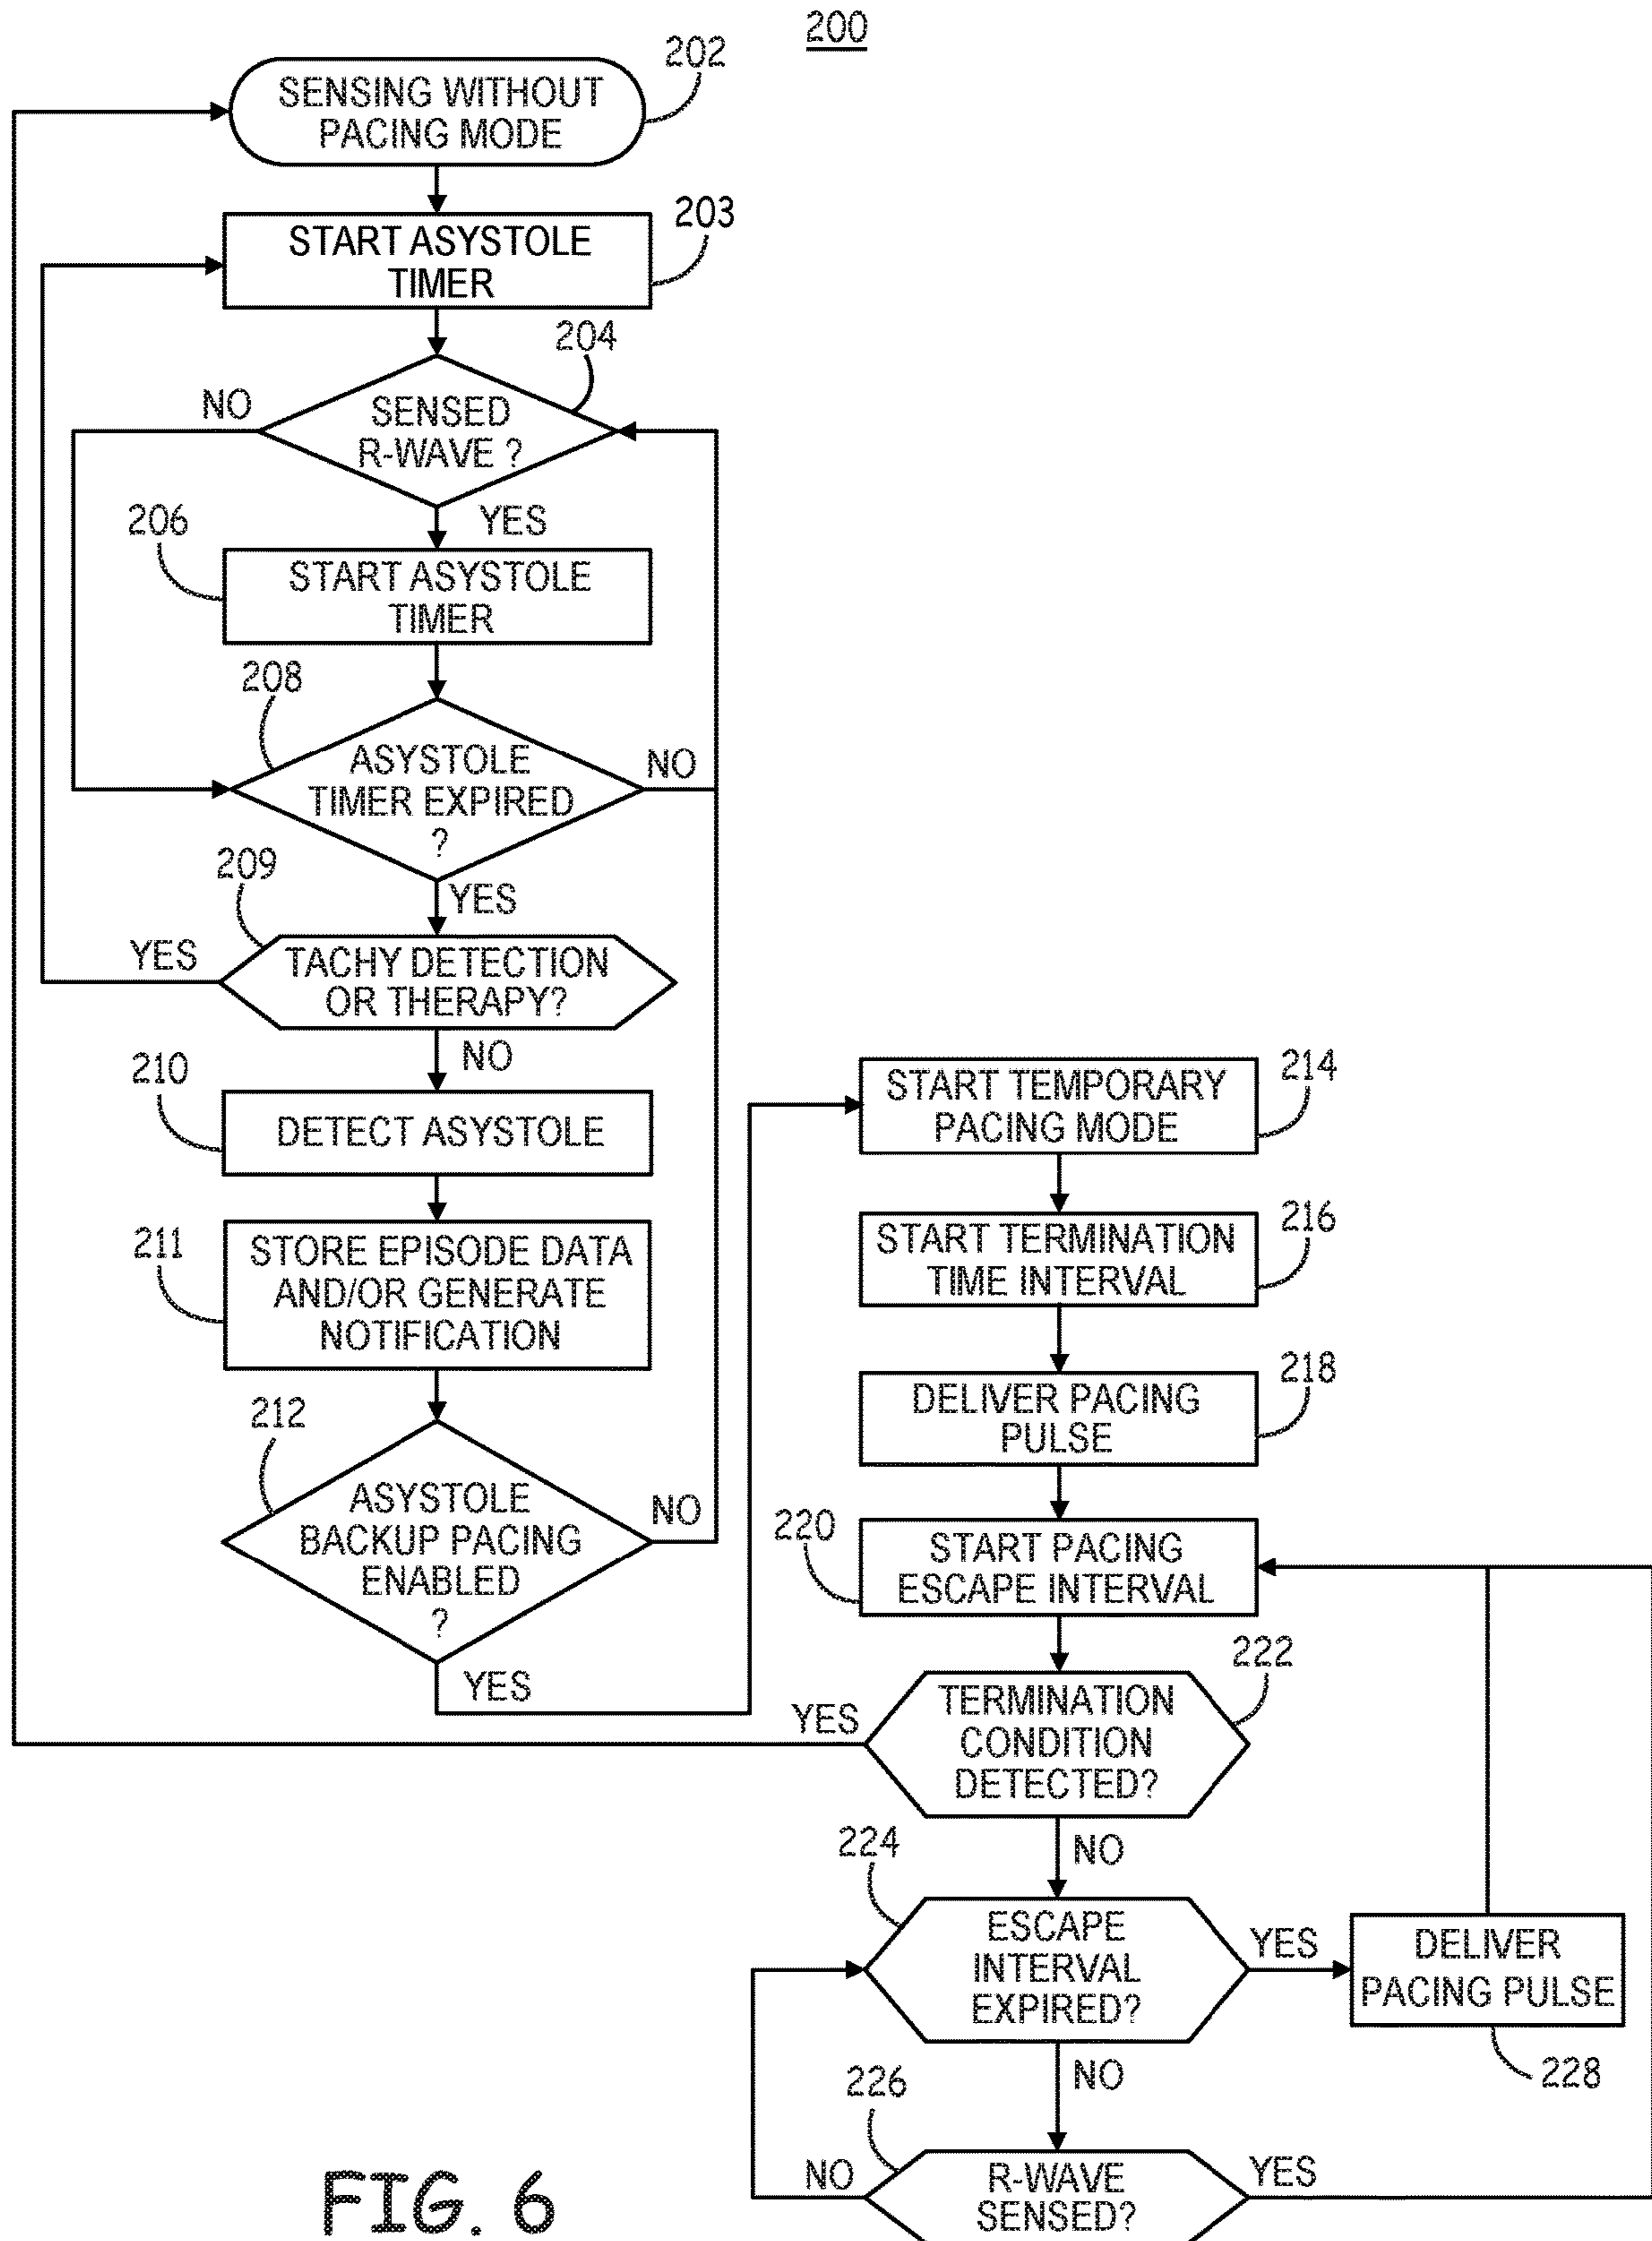 200
202
SENSING WITHOUT
PACING MODE
203
START ASYSTOLE
TIMER
204
SENSED
R-WAVE ?
NO
YES
206
START ASYSTOLE
TIMER
208
ASYSTOLE
TIMER EXPIRED
?
NO
YES
209
TACHY DETECTION
OR THERAPY?
YES
NO
210
DETECT ASYSTOLE
211
STORE EPISODE DATA
AND/OR GENERATE
NOTIFICATION
212
ASYSTOLE
BACKUP PACING
ENABLED
?
NO
YES
214
START TEMPORARY
PACING MODE
216
START TERMINATION
TIME INTERVAL
218
DELIVER PACING
PULSE
220
START PACING
ESCAPE INTERVAL
222
TERMINATION
CONDITION
DETECTED?
YES
NO
224
ESCAPE
INTERVAL
EXPIRED?
YES
NO
DELIVER
PACING PULSE
228
226
R-WAVE
SENSED?
NO
YES
FIG. 6